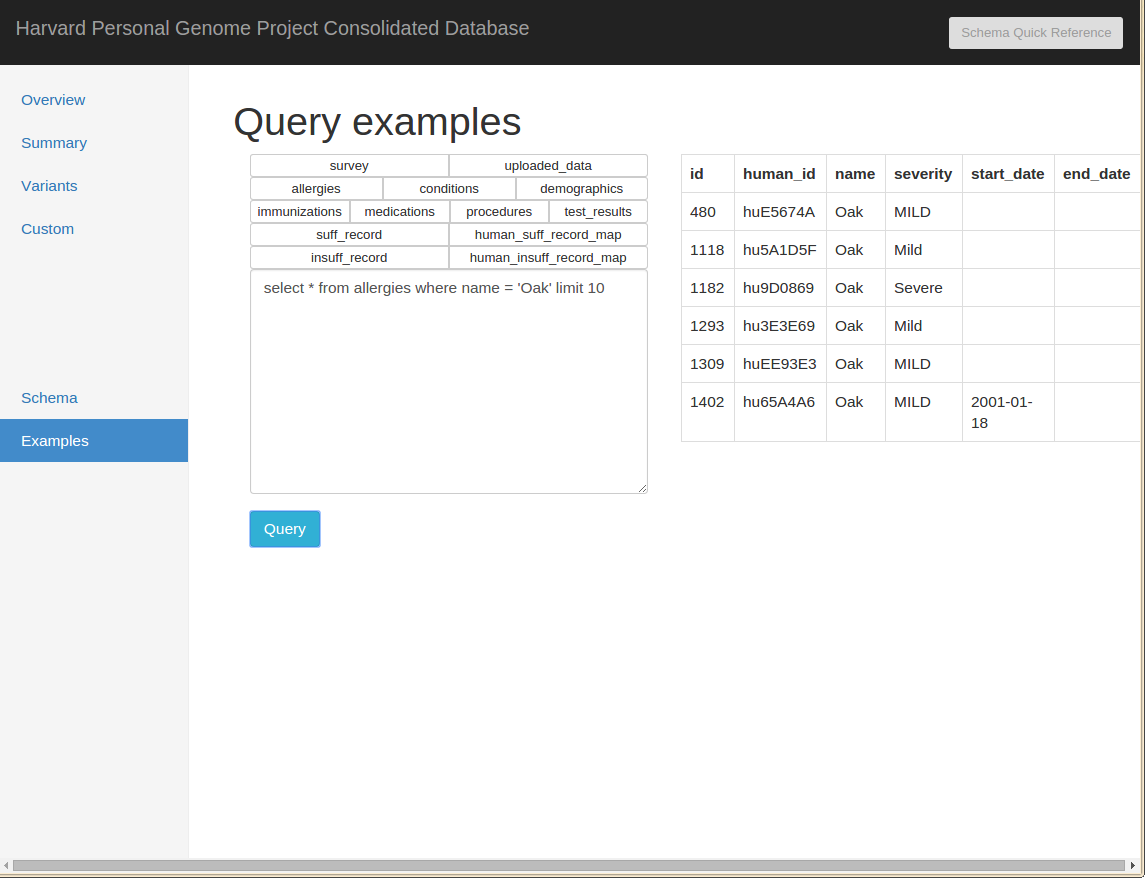 Harvard Personal Genome Project Consolidated Database
Schema Quick Reference
Overview
Summary
Variants
Custom
Schema
Examples
Query examples
survey uploaded_data
allergies conditions demographics
immunizations medications procedures test_results
suff_record human_suff_record_map
insuff_record human_insuff_record_map
select * from allergies where name = 'Oak' limit 10
Query
id human_id name severity start_date end_date
480 huE5674A Oak MILD
1118 hu5A1D5F Oak Mild
1182 hu9D0869 Oak Severe
1293 hu3E3E69 Oak Mild
1309 huEE93E3 Oak MILD
1402 hu65A4A6 Oak MILD 2001-01-
18